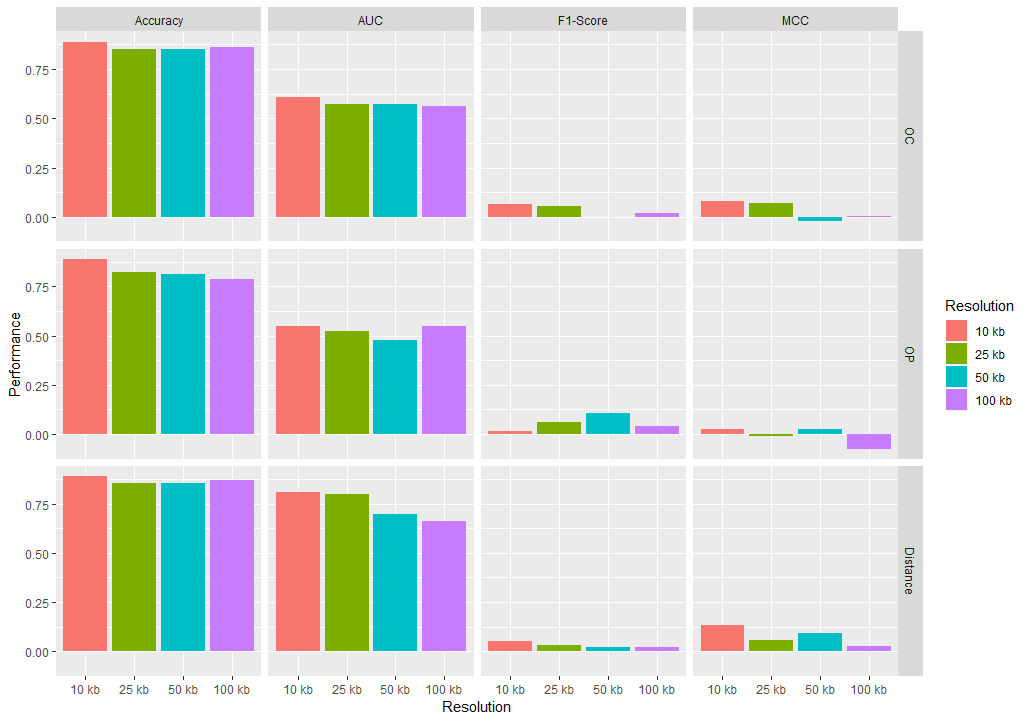 Accuracy AUC F1-Score MCC
0.75
0.50
0.25
0.00
OC
0.75
0.50
0.25
0.00
OP
0.75
0.50
0.25
0.00
Distance
Performance
10 kb 25 kb 50 kb 100 kb 10 kb 25 kb 50 kb 100 kb 10 kb 25 kb 50 kb 100 kb 10 kb 25 kb 50 kb 100 kb
Resolution
Resolution
10 kb
25 kb
50 kb
100 kb